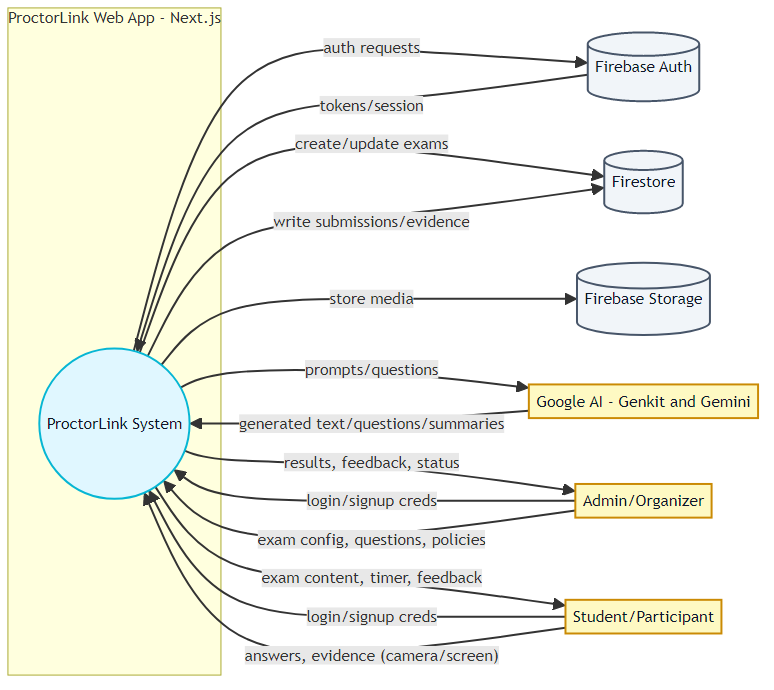 ProctorLink Web App - Next.js
auth requests
Firebase Auth
tokens/session
create/update exams
Firestore
write submissions/evidence
store media
Firebase Storage
prompts/questions
Google AI - Genkit and Gemini
generated text/questions/summaries
ProctorLink System
results, feedback, status
login/signup creds
Admin/Organizer
exam config, questions, policies
exam content, timer, feedback
login/signup creds
Student/Participant
answers, evidence (camera/screen)